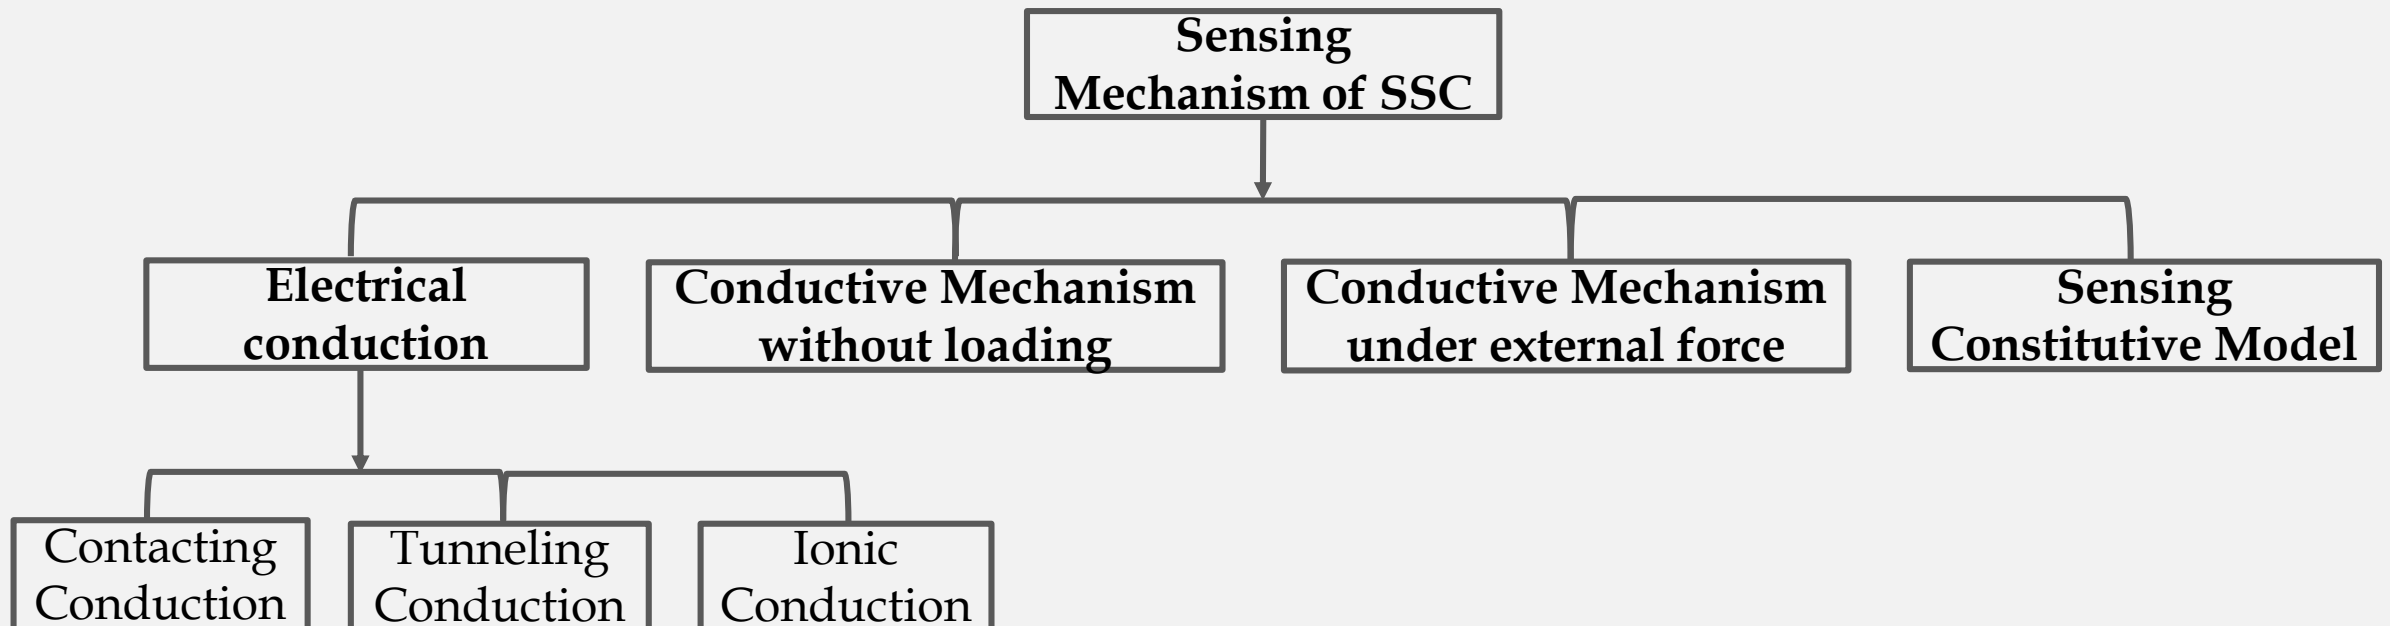 Sensing
Mechanism of SSC
Electrical
conduction
Conductive Mechanism
without loading
Conductive Mechanism
under external force
Sensing
Constitutive Model
Contacting
Conduction
Tunneling
Conduction
Ionic
Conduction